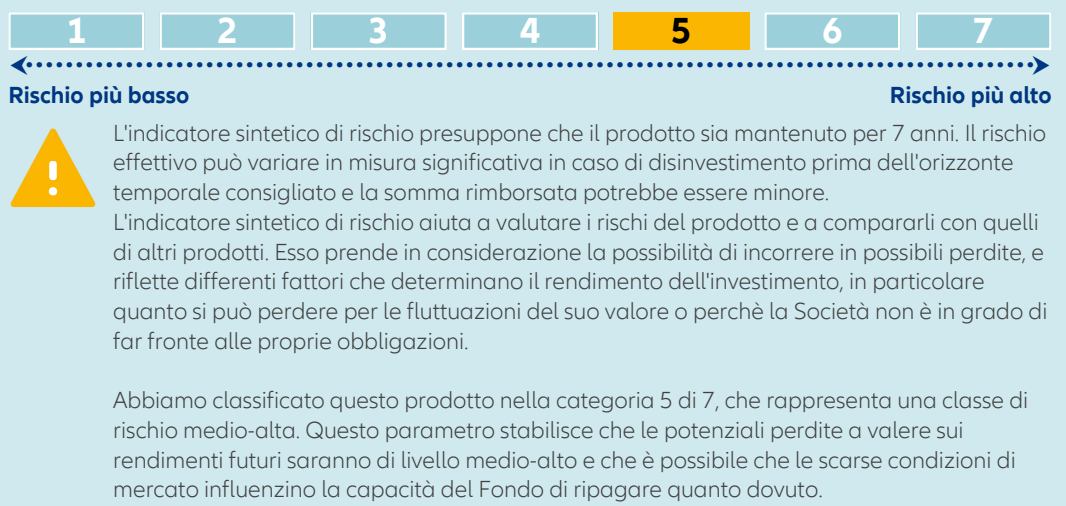 1 2 3 4 5 6 7
Rischio più basso Rischio più alto
L'indicatore sintetico di rischio presuppone che il prodotto sia mantenuto per 7 anni. Il rischio
effettivo può variare in misura significativa in caso di disinvestimento prima dell'orizzonte
temporale consigliato e la somma rimborsata potrebbe essere minore.
L'indicatore sintetico di rischio aiuta a valutare i rischi del prodotto e a compararli con quelli
di altri prodotti. Esso prende in considerazione la possibilità di incorrere in possibili perdite, e
riflette differenti fattori che determinano il rendimento dell'investimento, in particolare
quanto si può perdere per le fluttuazioni del suo valore o perchè la Società non è in grado di
far fronte alle proprie obbligazioni.
Abbiamo classificato questo prodotto nella categoria 5 di 7, che rappresenta una classe di
rischio medio-alta. Questo parametro stabilisce che le potenziali perdite a valere sui
rendimenti futuri saranno di livello medio-alto e che è possibile che le scarse condizioni di
mercato influenzino la capacità del Fondo di ripagare quanto dovuto.